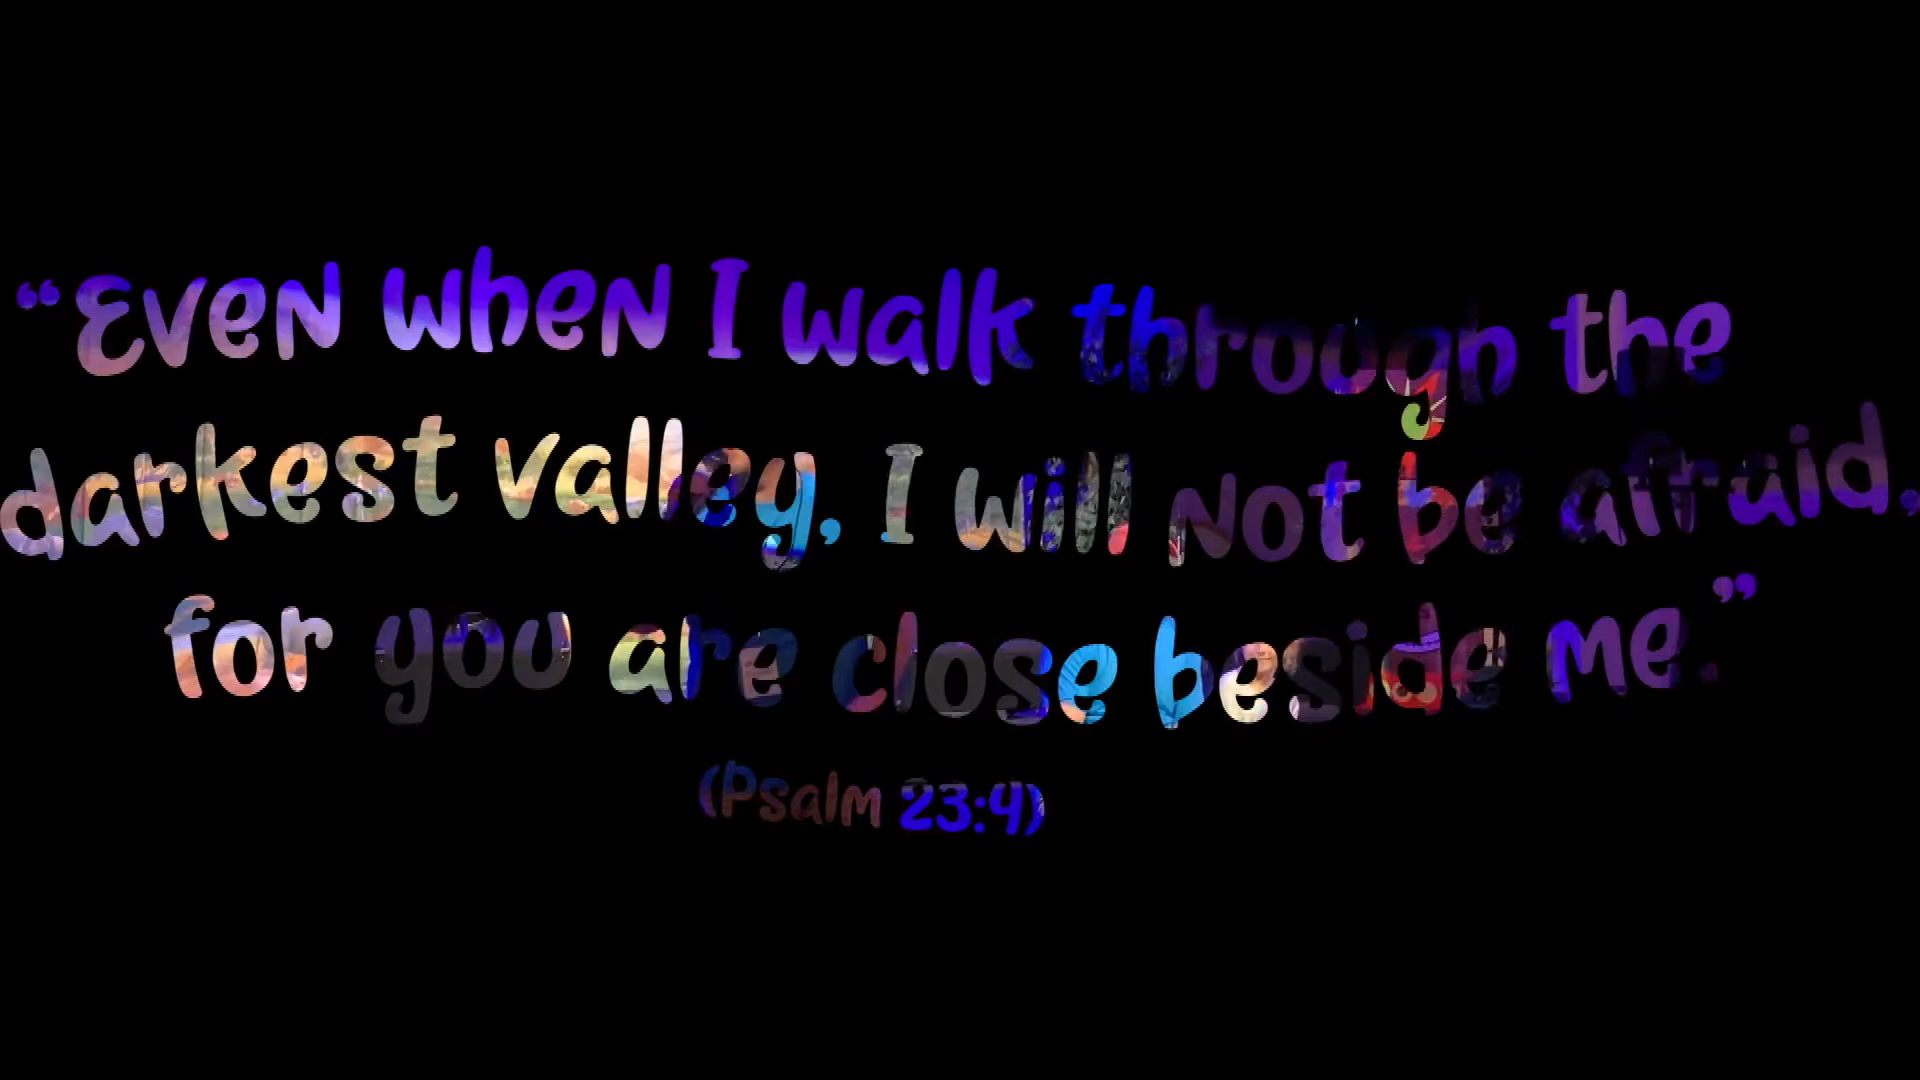 “Even when I walk through the
darkest valley, I will not be afraid,
for you are close beside me.”
(Psalm 23:4)